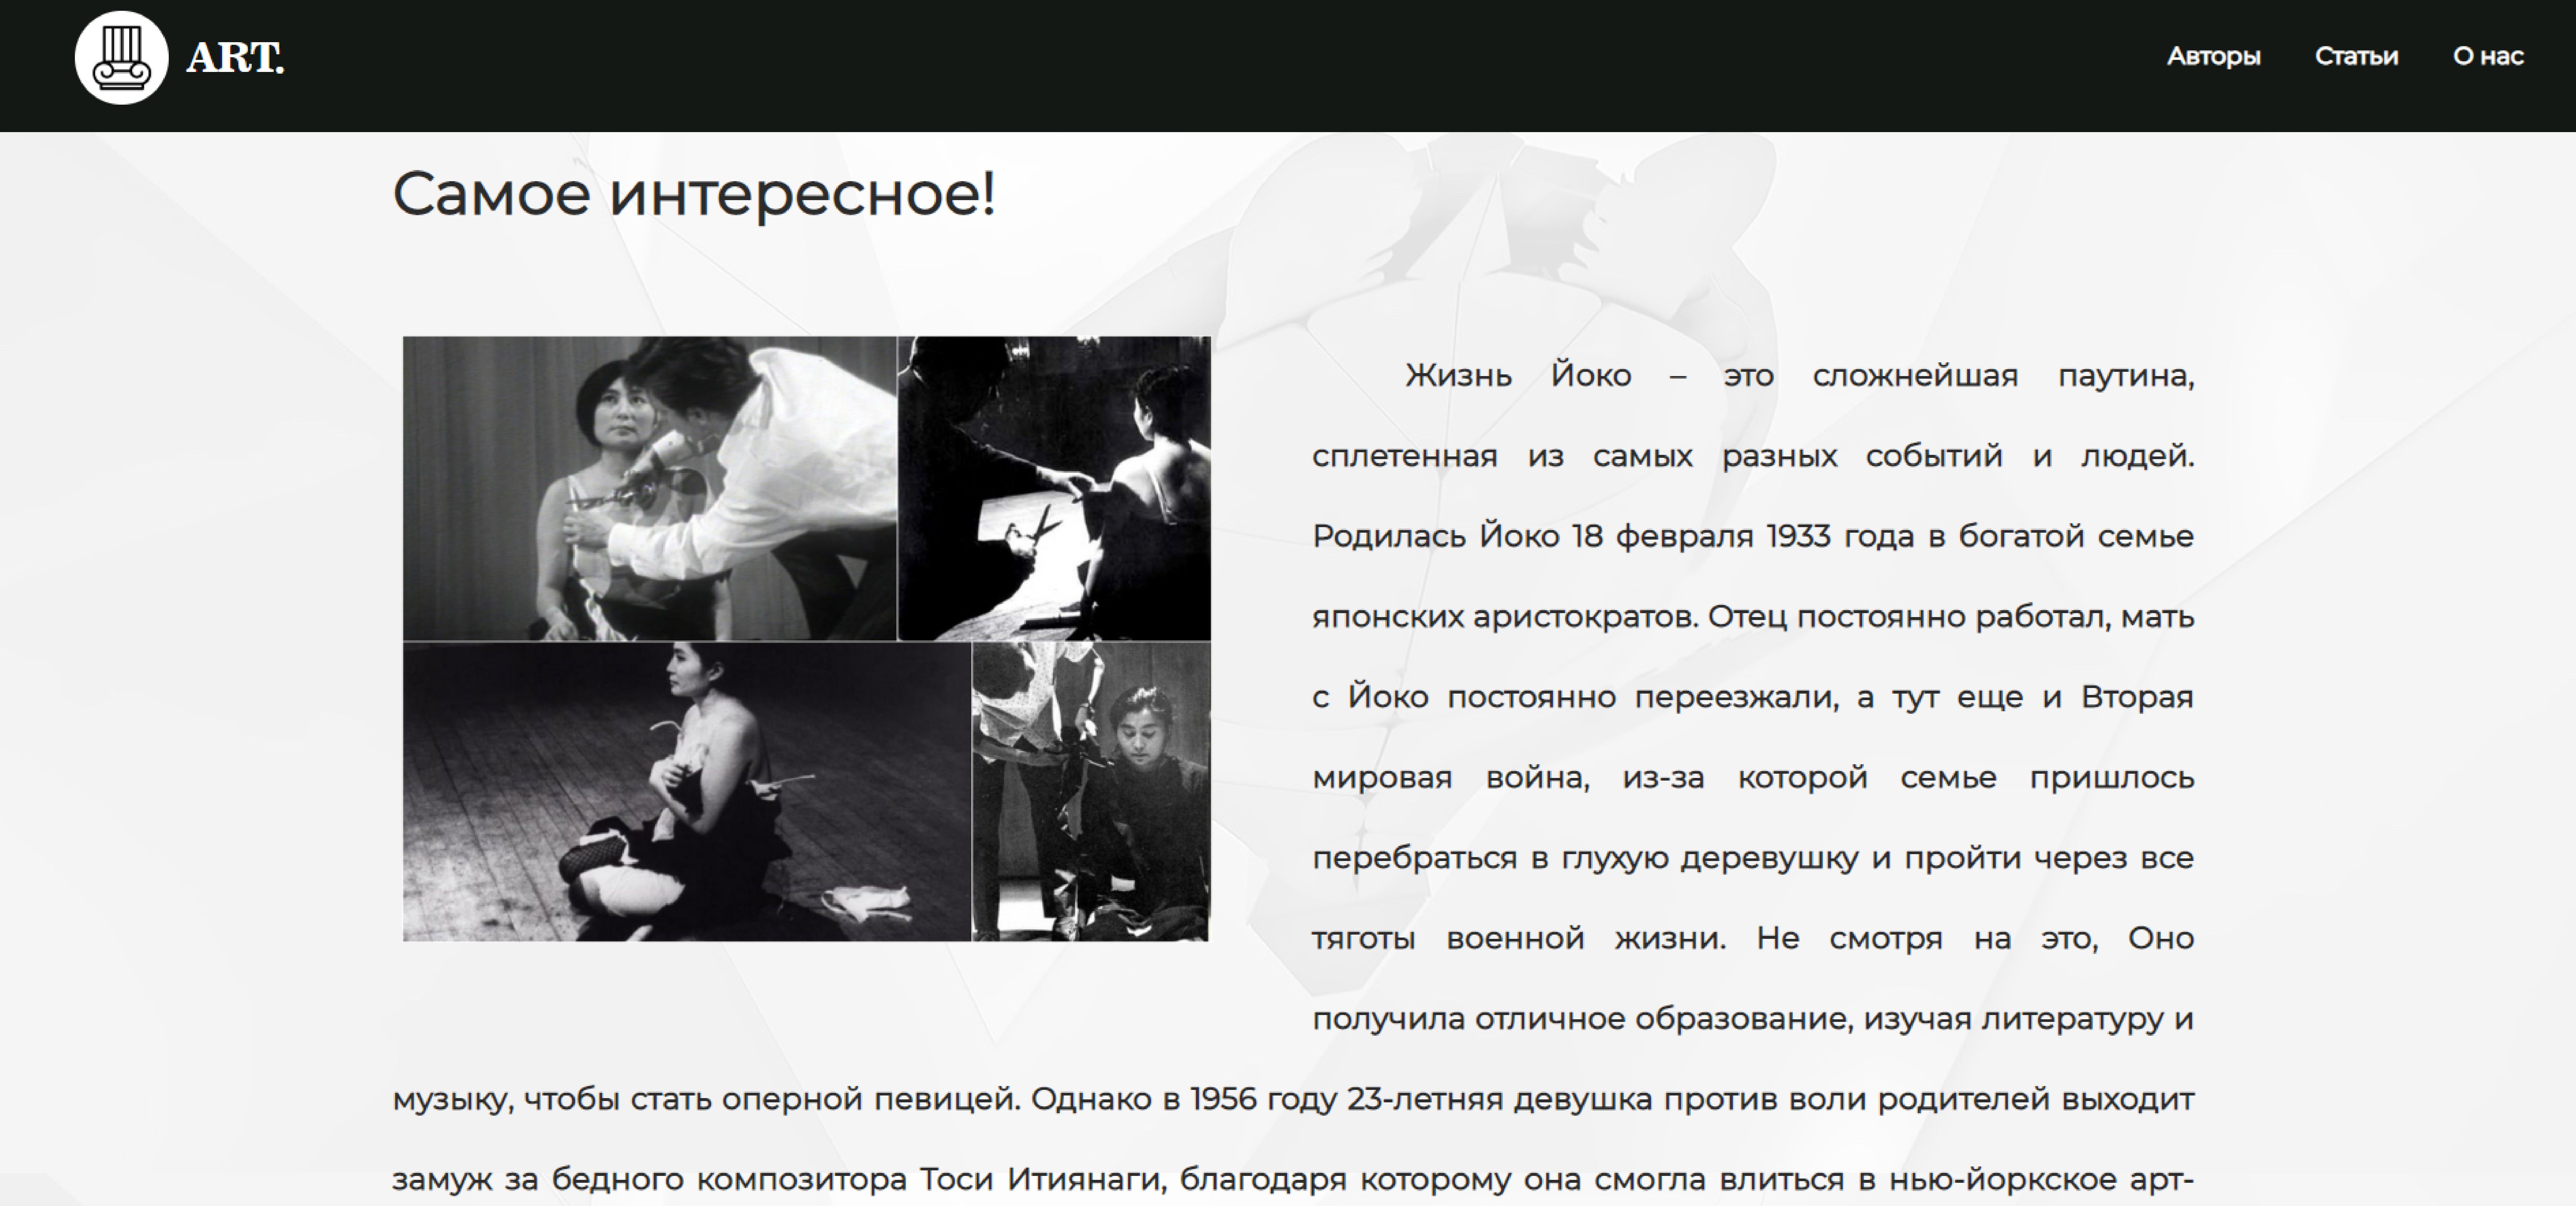 ART.
Авторы Статьи О нас
Самое интересное!
Жизнь Йоко – это сложнейшая паутина,
сплетенная из самых разных событий и людей.
Родилась Йоко 18 февраля 1933 года в богатой семье
японских аристократов. Отец постоянно работал, мать
с Йоко постоянно переезжали, а тут еще и Вторая
мировая война, из-за которой семье пришлось
перебраться в глухую деревушку и пройти через все
тяготы военной жизни. Не смотря на это, Оно
получила отличное образование, изучая литературу и
музыку, чтобы стать оперной певицей. Однако в 1956 году 23-летняя девушка против воли родителей выходит
замуж за бедного композитора Тоси Итиянаги, благодаря которому она смогла влиться в нью-йоркское арт-